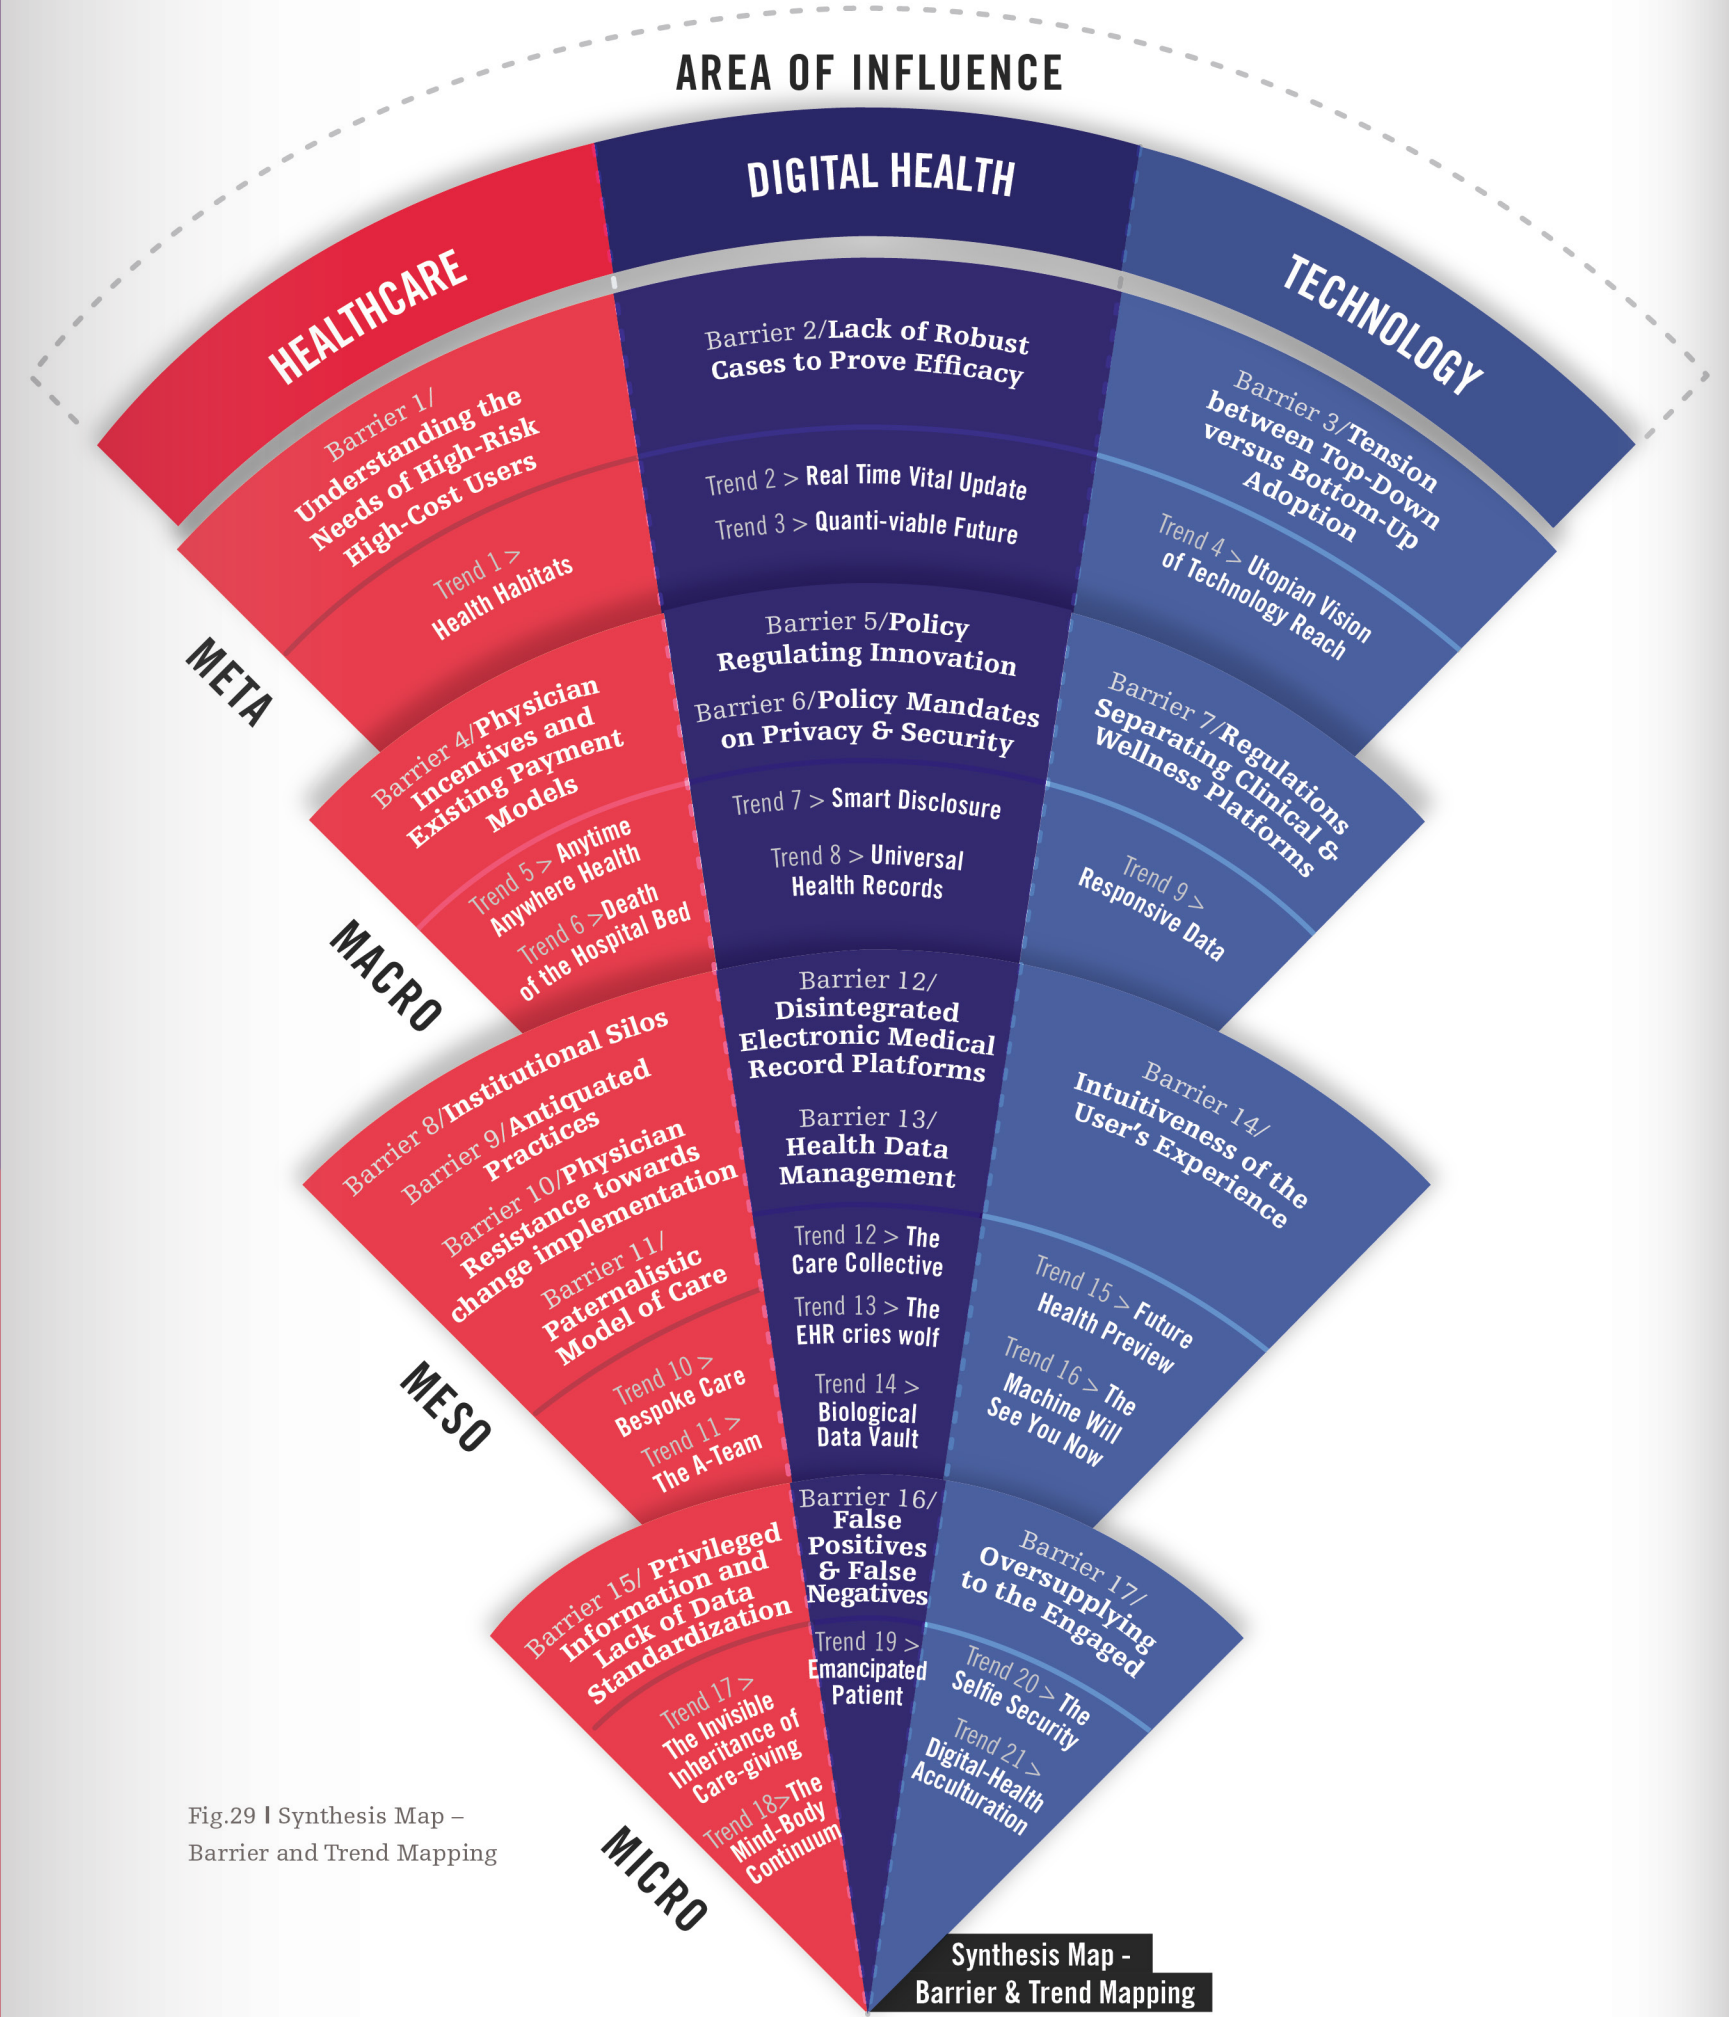 AREA OF INFLUENCE
HEALTHCARE
DIGITAL HEALTH
TECHNOLOGY
META
Barrier 1/
Understanding the
Needs of High-Risk
High-Cost Users
Trend 1 >
Health Habitats
Barrier 2/Lack of Robust
Cases to Prove Efficacy
Trend 2 > Real Time Vital Update
Trend 3 > Quanti-viable Future
Barrier 3/Tension
between Top-Down
versus Bottom-Up
Adoption
Trend 4 > Utopian Vision
of Technology Reach
MACRO
Barrier 4/Physician
Incentives and
Existing Payment
Models
Trend 5 > Anytime
Anywhere Health
Trend 6 >Death
of the Hospital Bed
Barrier 5/Policy
Regulating Innovation
Barrier 6/Policy Mandates
on Privacy & Security
Trend 7 > Smart Disclosure
Trend 8 > Universal
Health Records
Barrier 7/Regulations
Separating Clinical &
Wellness Platforms
Trend 9 >
Responsive Data
MESO
Barrier 8/Institutional Silos
Barrier 9/Antiquated
Practices
Barrier 10/Physician
Resistance towards
change implementation
Barrier 11/
Paternalistic
Model of Care
Trend 10 >
Bespoke Care
Trend 11 >
The A-Team
Barrier 12/
Disintegrated
Electronic Medical
Record Platforms
Barrier 13/
Health Data
Management
Trend 12 > The
Care Collective
Trend 13 > The
EHR cries wolf
Trend 14 >
Biological
Data Vault
Barrier 14/
Intuitiveness of the
User's Experience
Trend 15 > Future
Health Preview
Trend 16 > The
Machine Will
See You Now
MICRO
Barrier 15/ Privileged
Information and
Lack of Data
Standardization
Trend 17 >
The Invisible
Inheritance of
Care-giving
Trend 18>The
Mind-Body
Continuum
Barrier 16/
False
Positives
& False
Negatives
Trend 19 >
Emancipated
Patient
Barrier 17/
Oversupplying
to the Engaged
Trend 20 > The
Selfie Security
Trend 21 >
Digital-Health
Acculturation
Fig.29 | Synthesis Map –
Barrier and Trend Mapping
Synthesis Map -
Barrier & Trend Mapping